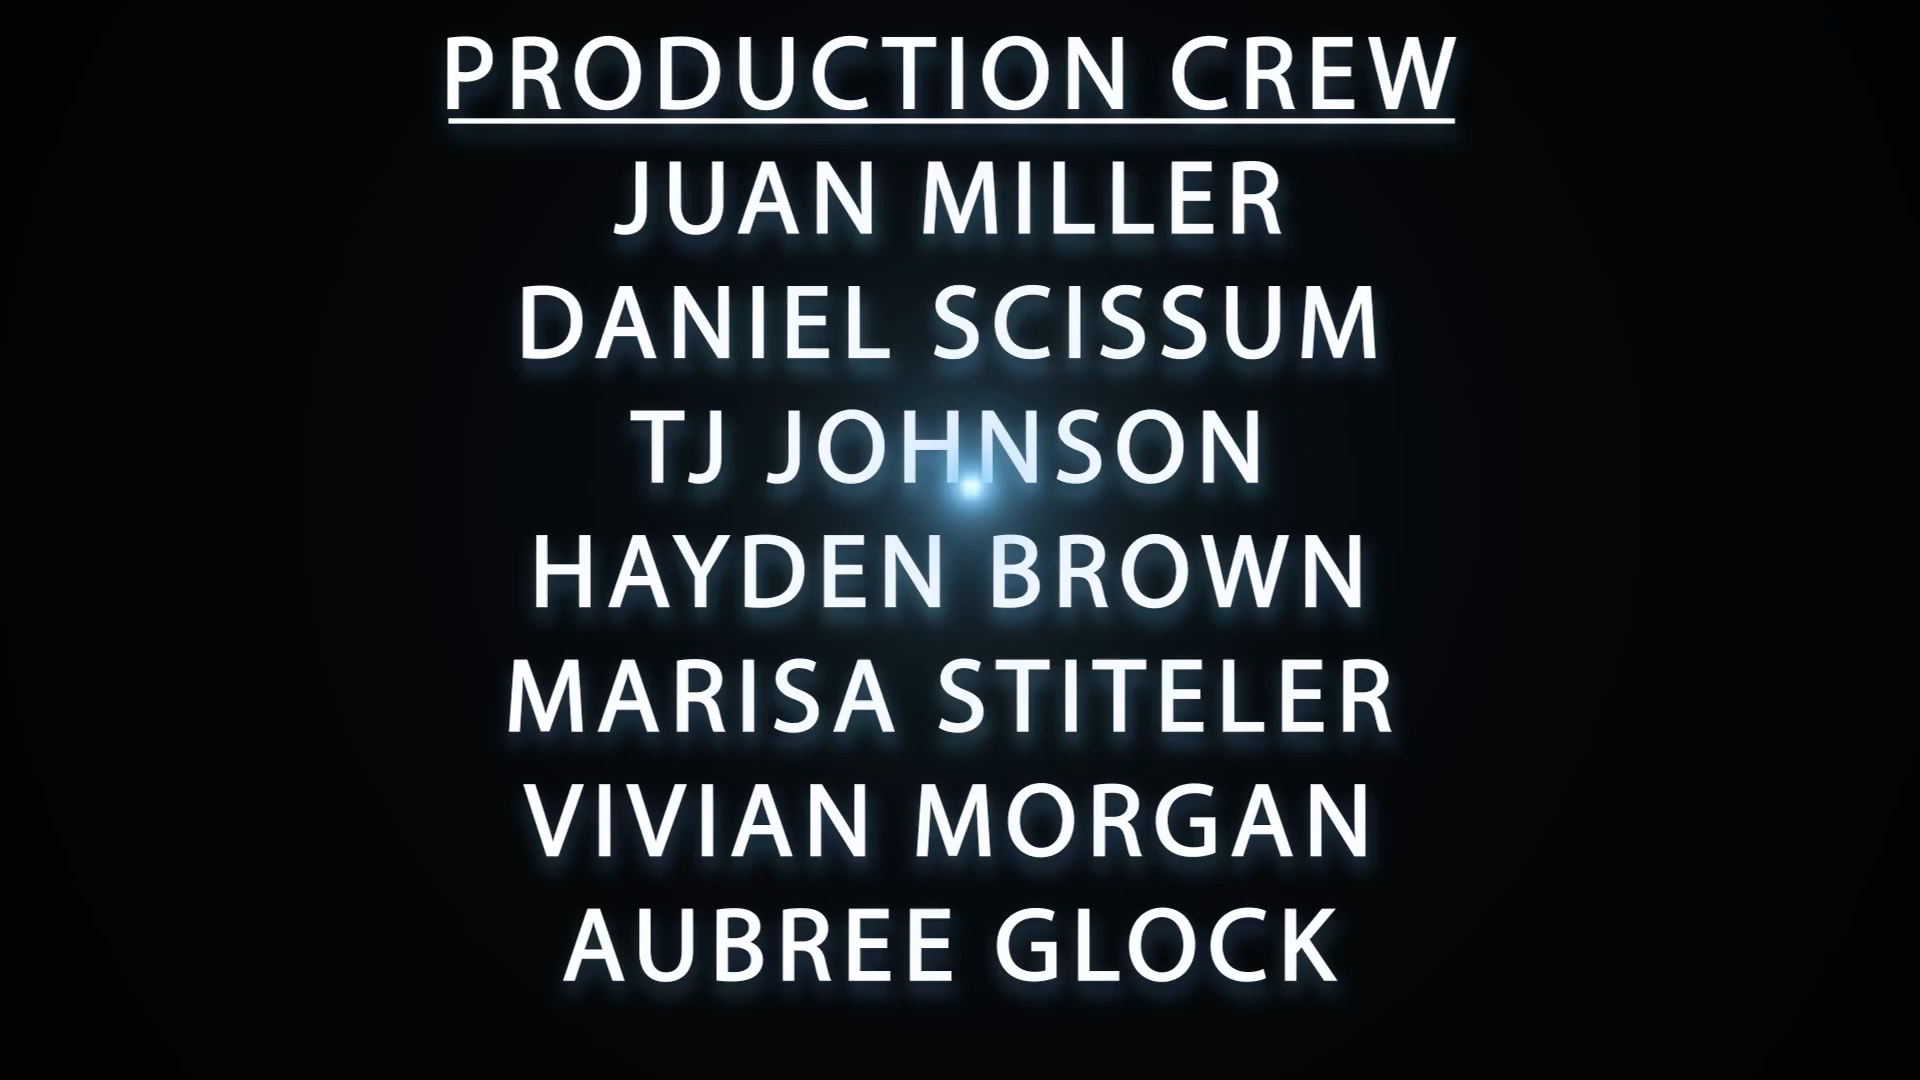 PRODUCTION CREW
JUAN MILLER
DANIEL SCISSUM
TJ JOHNSON
HAYDEN BROWN
MARISA STITELER
VIVIAN MORGAN
AUBREE GLOCK